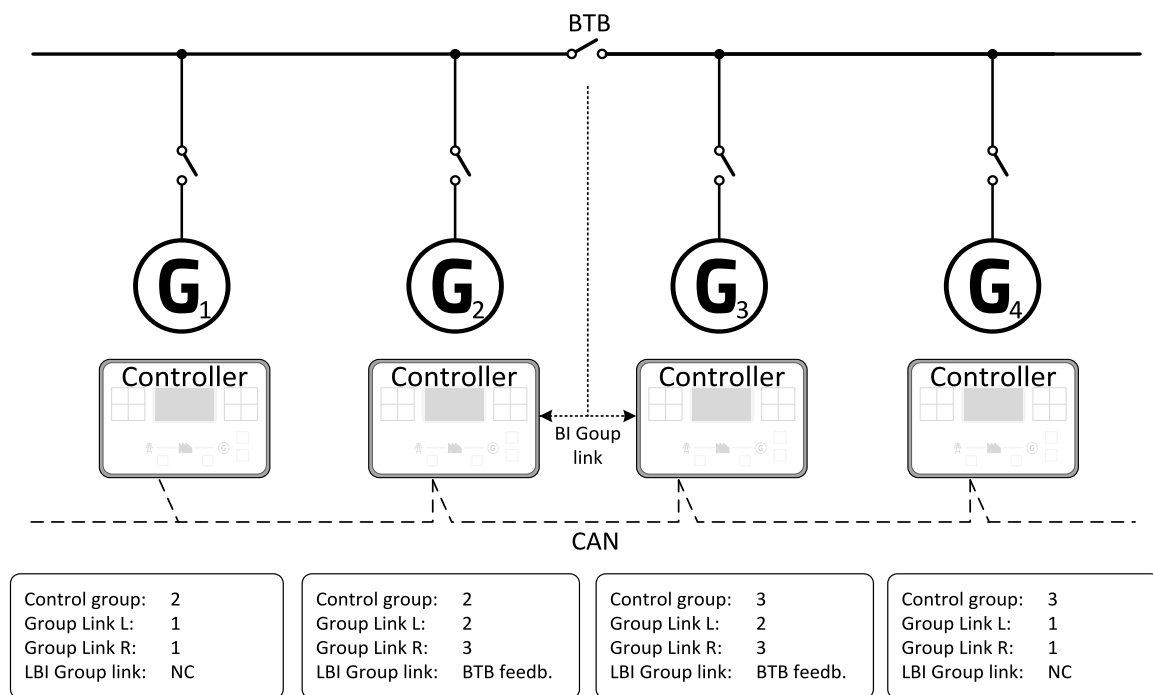 BTB
G1
G2
G3
G4
Controller
Controller
Controller
Controller
BI Goup
link
G
G
G
G
CAN
Control group: 2
Group Link L: 1
Group Link R: 1
LBI Group link: NC
Control group: 2
Group Link L: 2
Group Link R: 3
LBI Group link: BTB feedb.
Control group: 3
Group Link L: 2
Group Link R: 3
LBI Group link: BTB feedb.
Control group: 3
Group Link L: 1
Group Link R: 1
LBI Group link: NC